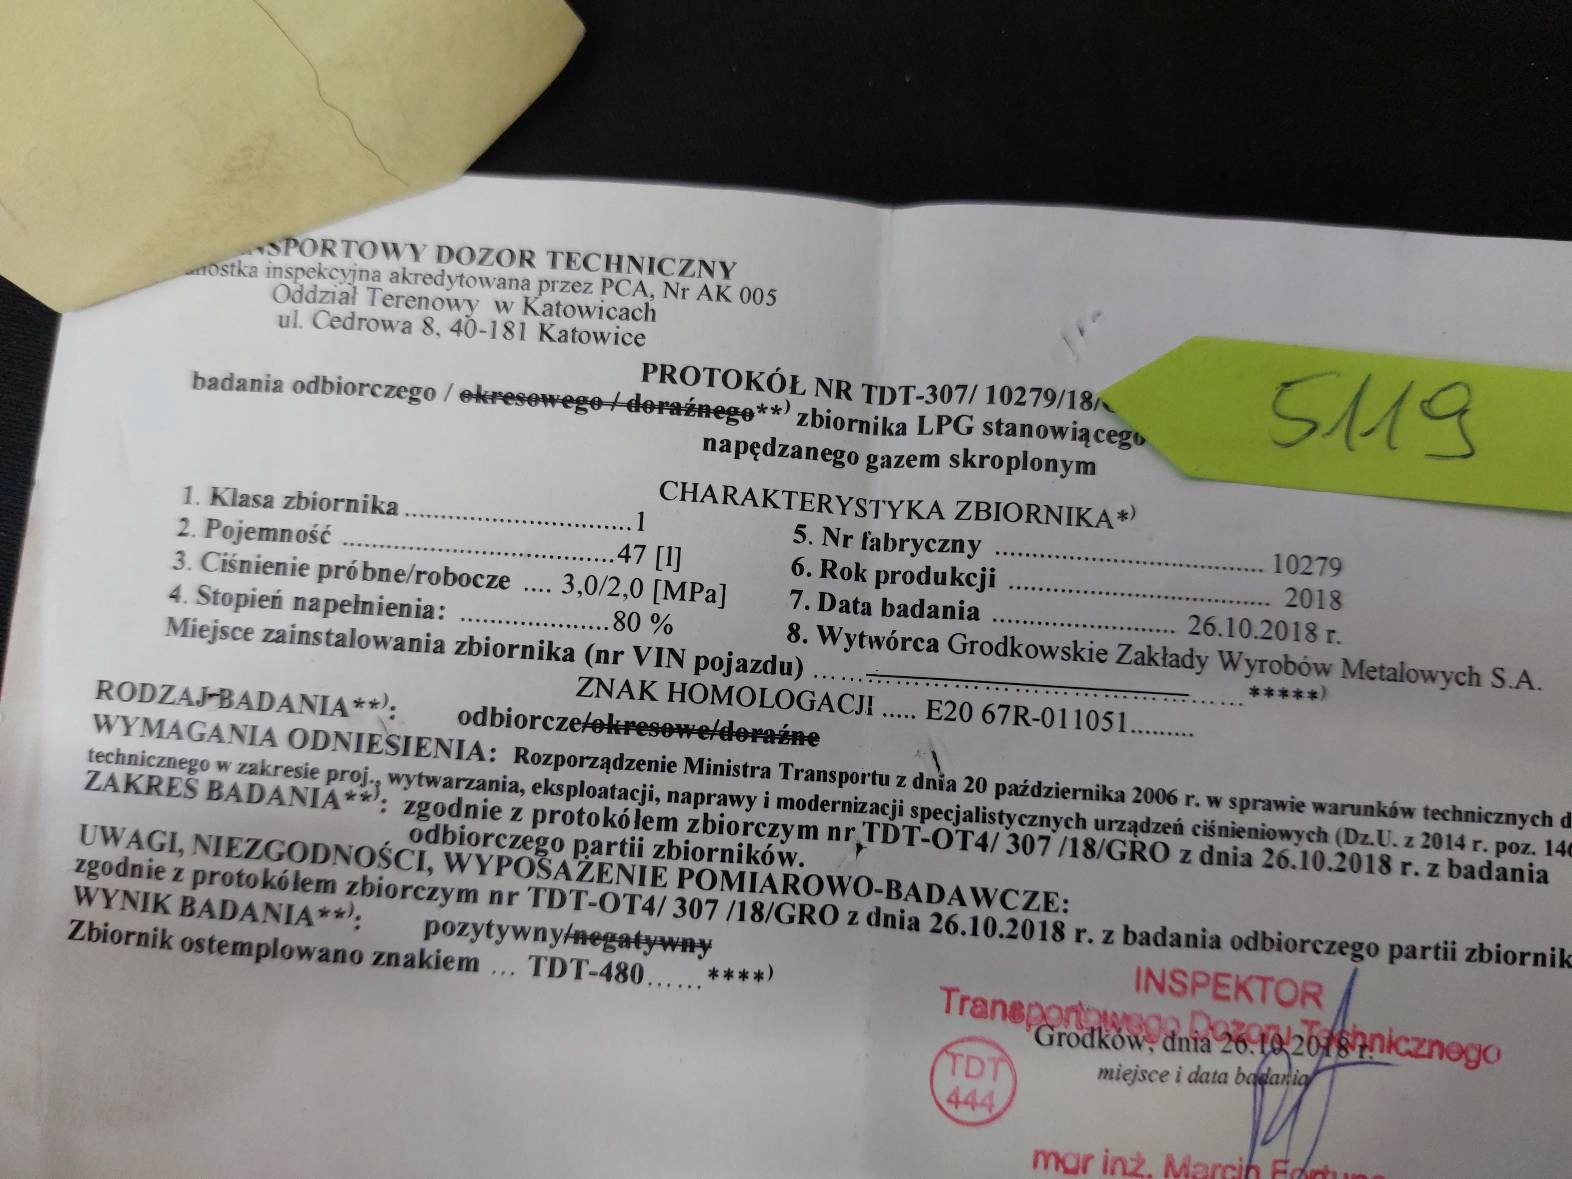 TRANSPORTOWY DOZOR TECHNICZNY
inspekcyjna akredytowana przez PCA, Nr AK 005
Oddział Terenowy w Katowicach
ul. Cedrowa 8, 40-181 Katowice
PROTOKÓŁ NR TDT-307/ 10279/18/
badania odbiorczego / okresowego / doraźnego**) zbiornika LPG stanowiącego
napędzanego gazem skroplonym
5119
CHARAKTERYSTYKA ZBIORNIKA*)
1. Klasa zbiornika ..............................1
2. Pojemność ....................................47 [l]
3. Ciśnienie próbne/robocze .... 3,0/2,0 [MPa]
4. Stopień napełnienia: ....................80 %
5. Nr fabryczny .................................... 10279
6. Rok produkcji .................................... 2018
7. Data badania ......................... 26.10.2018 r.
8. Wytwórca Grodkowskie Zakłady Wyrobów Metalowych S.A.
Miejsce zainstalowania zbiornika (nr VIN pojazdu) .......................................... *****)
ZNAK HOMOLOGACJI ..... E20 67R-011051.........
RODZAJ BADANIA**): odbiorcze/okresowe/doraźne
WYMAGANIA ODNIESIENIA: Rozporządzenie Ministra Transportu z dnia 20 października 2006 r. w sprawie warunków technicznych
technicznego w zakresie proj., wytwarzania, eksploatacji, naprawy i modernizacji specjalistycznych urządzeń ciśnieniowych (Dz.U. z 2014 r. poz.
ZAKRES BADANIA**): zgodnie z protokółem zbiorczym nr TDT-OT4/ 307 /18/GRO z dnia 26.10.2018 r. z badania
odbiorczego partii zbiorników.
UWAGI, NIEZGODNOŚCI, WYPOSAŻENIE POMIAROWO-BADAWCZE:
zgodnie z protokółem zbiorczym nr TDT-OT4/ 307 /18/GRO z dnia 26.10.2018 r. z badania odbiorczego partii
WYNIK BADANIA**): pozytywny/negatywny
Zbiornik ostemplowano znakiem ... TDT-480...... ****)
INSPEKTOR
Transportowego Dozoru Technicznego
Grodków, dnia 26.10.2018 r.
miejsce i data badania
TDT
444
mgr inż. Marcin